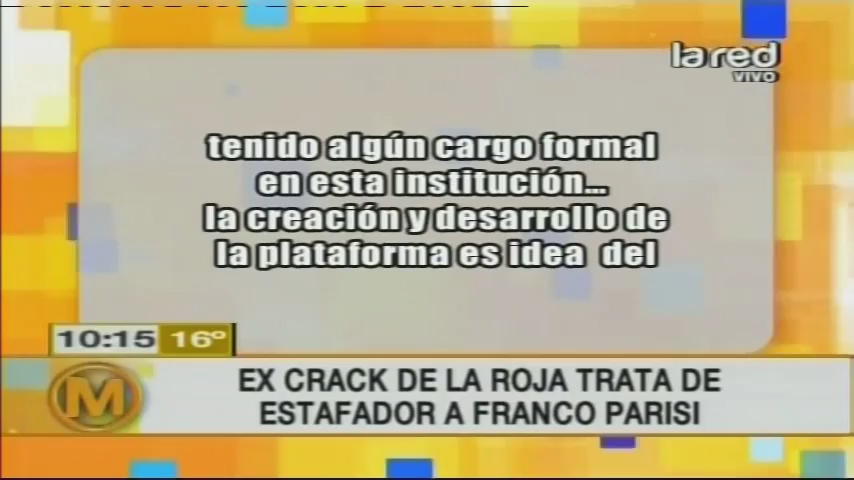 la red
VIVO
tenido algún cargo formal
en esta institución...
la creación y desarrollo de
la plataforma es idea del
10:15 16°
M
EX CRACK DE LA ROJA TRATA DE
ESTAFADOR A FRANCO PARISI